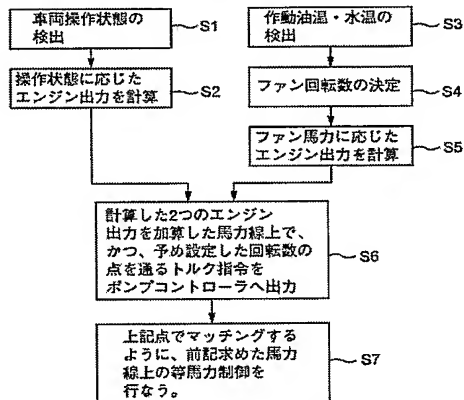 車両操作状態の
検出
S1
操作状態に応じた
エンジン出力を計算
S2
作動油温・水温の
検出
S3
ファン回転数の決定
S4
ファン馬力に応じた
エンジン出力を計算
S5
計算した2つのエンジン
出力を加算した馬力線上で、
かつ、予め設定した回転数の
点を通るトルク指令を
ポンプコントローラへ出力
S6
上記点でマッチングする
ように、前記求めた馬力
線上の等馬力制御を
行なう。
S7